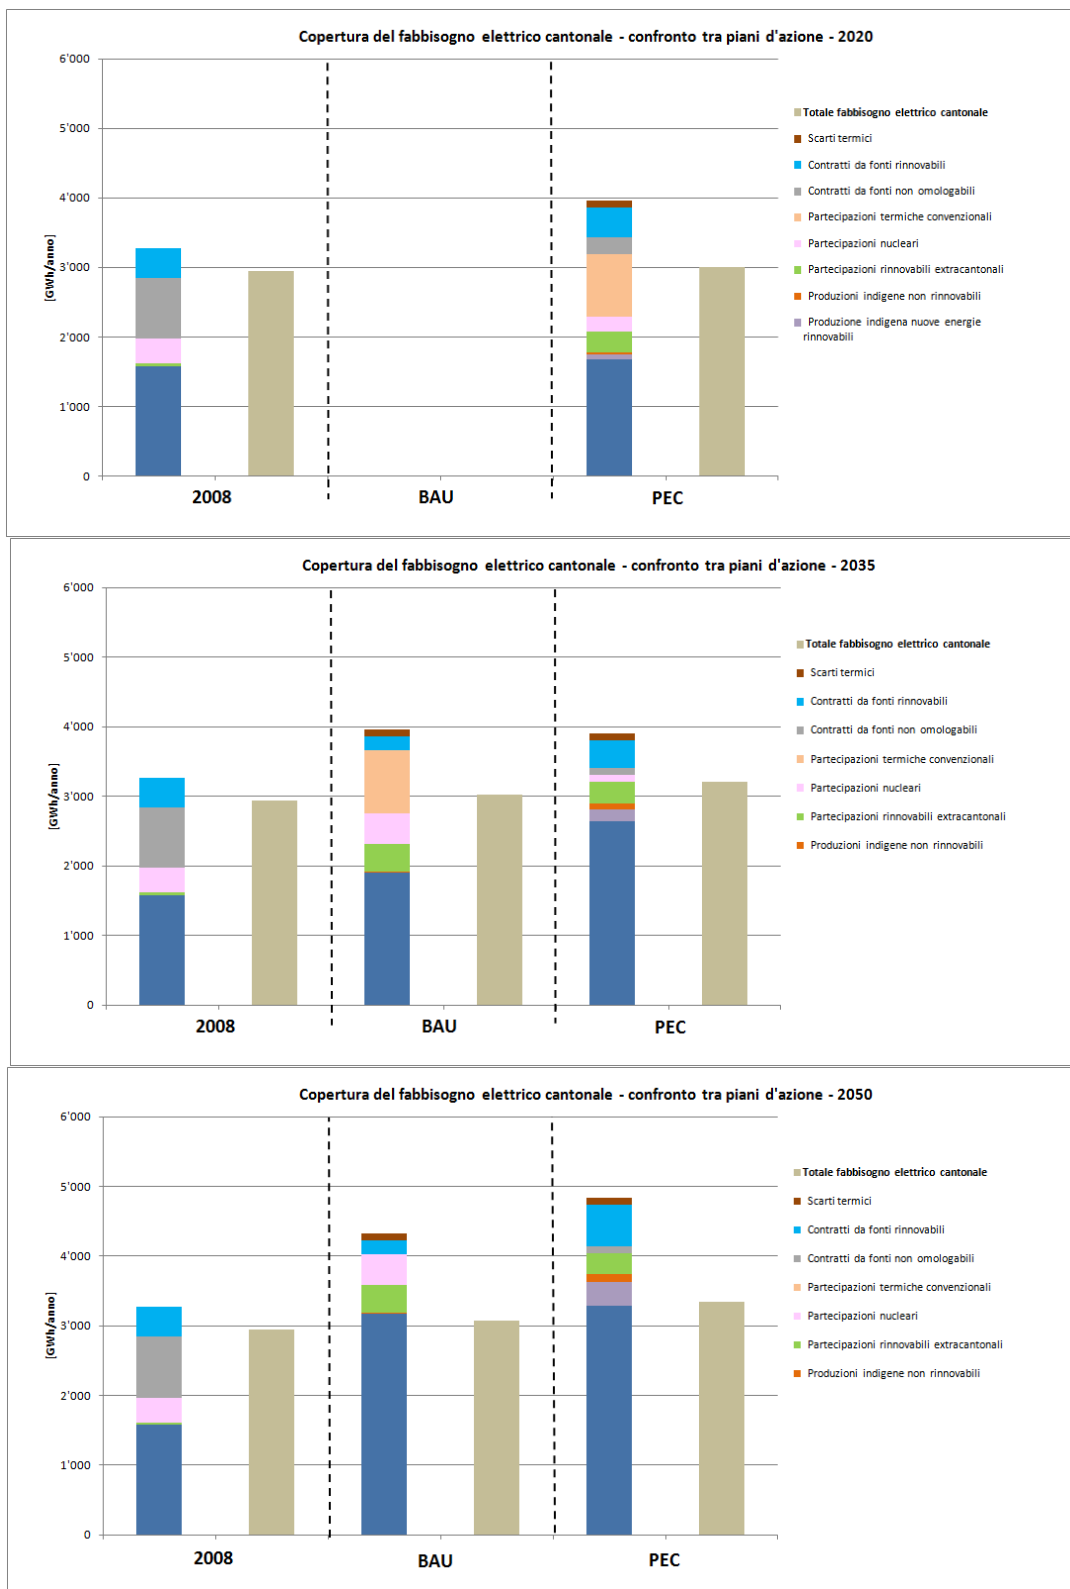 Copertura del fabbisogno elettrico cantonale - confronto tra piani d'azione - 2020
6'000
5'000
4'000
3'000
2'000
1'000
0
[GWh/anno]
2008
BAU
PEC
Totale fabbisogno elettrico cantonale
Scarti termici
Contratti da fonti rinnovabili
Contratti da fonti non omologabili
Partecipazioni termiche convenzionali
Partecipazioni nucleari
Partecipazioni rinnovabili extracantonali
Produzioni indigene non rinnovabili
Produzione indigena nuove energie
rinnovabili
Copertura del fabbisogno elettrico cantonale - confronto tra piani d'azione - 2035
6'000
5'000
4'000
3'000
2'000
1'000
0
[GWh/anno]
2008
BAU
PEC
Totale fabbisogno elettrico cantonale
Scarti termici
Contratti da fonti rinnovabili
Contratti da fonti non omologabili
Partecipazioni termiche convenzionali
Partecipazioni nucleari
Partecipazioni rinnovabili extracantonali
Produzioni indigene non rinnovabili
Copertura del fabbisogno elettrico cantonale - confronto tra piani d'azione - 2050
6'000
5'000
4'000
3'000
2'000
1'000
0
[GWh/anno]
2008
BAU
PEC
Totale fabbisogno elettrico cantonale
Scarti termici
Contratti da fonti rinnovabili
Contratti da fonti non omologabili
Partecipazioni termiche convenzionali
Partecipazioni nucleari
Partecipazioni rinnovabili extracantonali
Produzioni indigene non rinnovabili